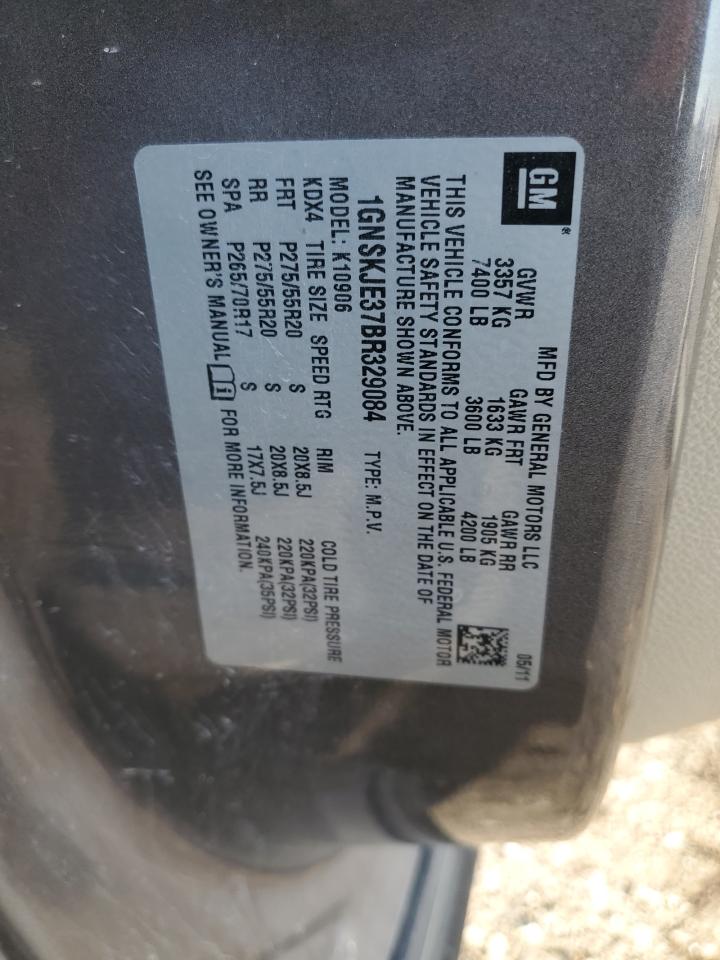 GM
®
MFD BY GENERAL MOTORS LLC 05/11
GVWR GAWR FRT GAWR RR
3357 KG 1633 KG 1905 KG
7400 LB 3600 LB 4200 LB
THIS VEHICLE CONFORMS TO ALL APPLICABLE U.S. FEDERAL MOTOR
VEHICLE SAFETY STANDARDS IN EFFECT ON THE DATE OF
MANUFACTURE SHOWN ABOVE.
1GNSKJE37BR329084 TYPE: M.P.V.
MODEL: K10906
KDX4 TIRE SIZE SPEED RTG RIM COLD TIRE PRESSURE
FRT P275/55R20 S 20X8.5J 220KPA(32PSI)
RR P275/55R20 S 20X8.5J 220KPA(32PSI)
SPA P265/70R17 17X7.5J 240KPA(35PSI)
SEE OWNER'S MANUAL i FOR MORE INFORMATION.